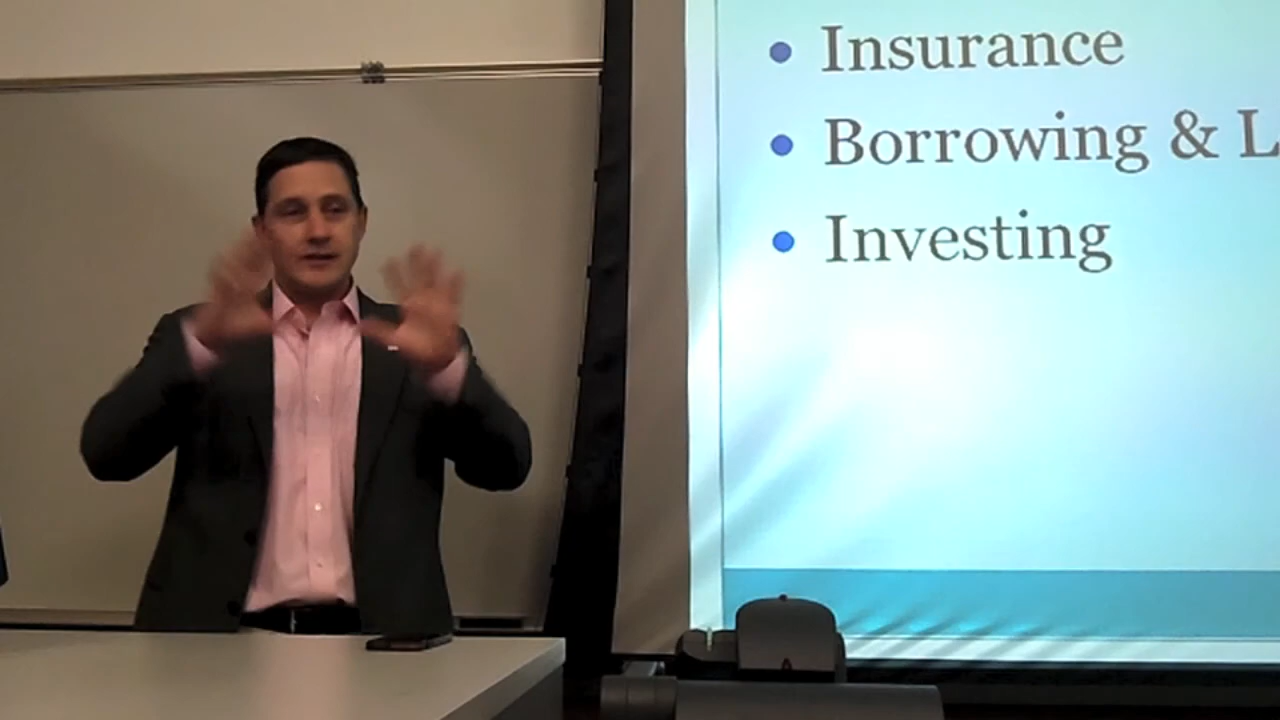 • Insurance
• Borrowing & L
• Investing